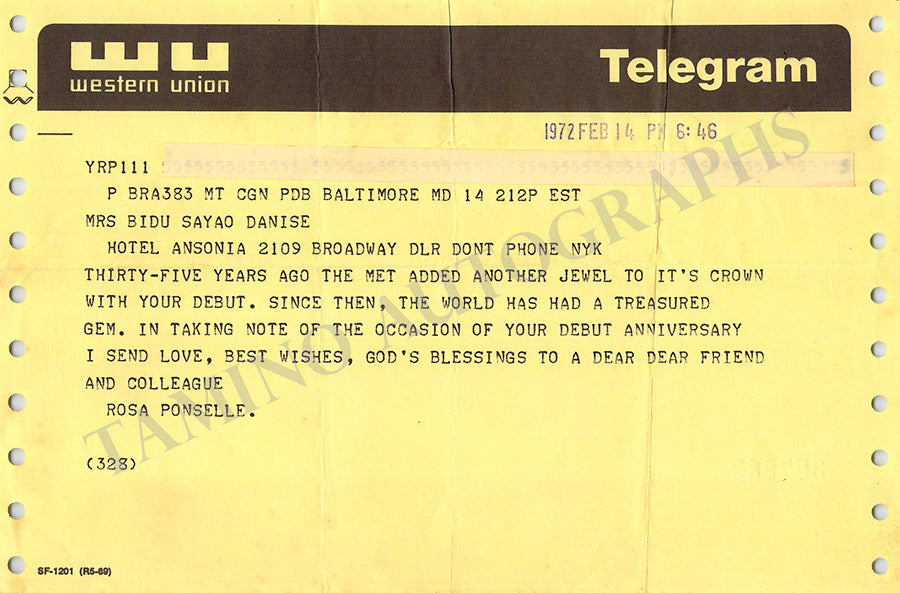 WU
western union
Telegram
1972 FEB 14 PM 6:46
YRP111
P BRA383 MT CGN PDB BALTIMORE MD 14 212P EST
MRS BIDU SAYAO DANISE
HOTEL ANSONIA 2109 BROADWAY DLR DONT PHONE NYK
THIRTY-FIVE YEARS AGO THE MET ADDED ANOTHER JEWEL TO IT'S CROWN
WITH YOUR DEBUT. SINCE THEN, THE WORLD HAS HAD A TREASURED
GEM. IN TAKING NOTE OF THE OCCASION OF YOUR DEBUT ANNIVERSARY
I SEND LOVE, BEST WISHES, GOD'S BLESSINGS TO A DEAR DEAR FRIEND
AND COLLEAGUE
ROSA PONSELLE.
(328)
SF-1201 (R5-69)
TAMINO AUTOGRAPHS